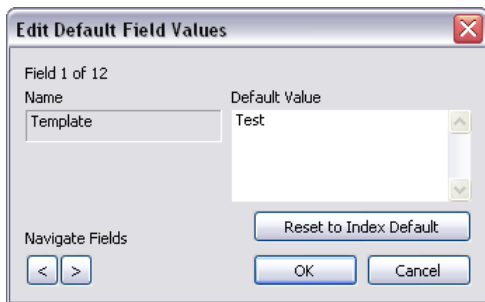 Edit Default Field Values
Field 1 of 12
Name
Default Value
Template
Test
Reset to Index Default
Navigate Fields
< >
OK
Cancel